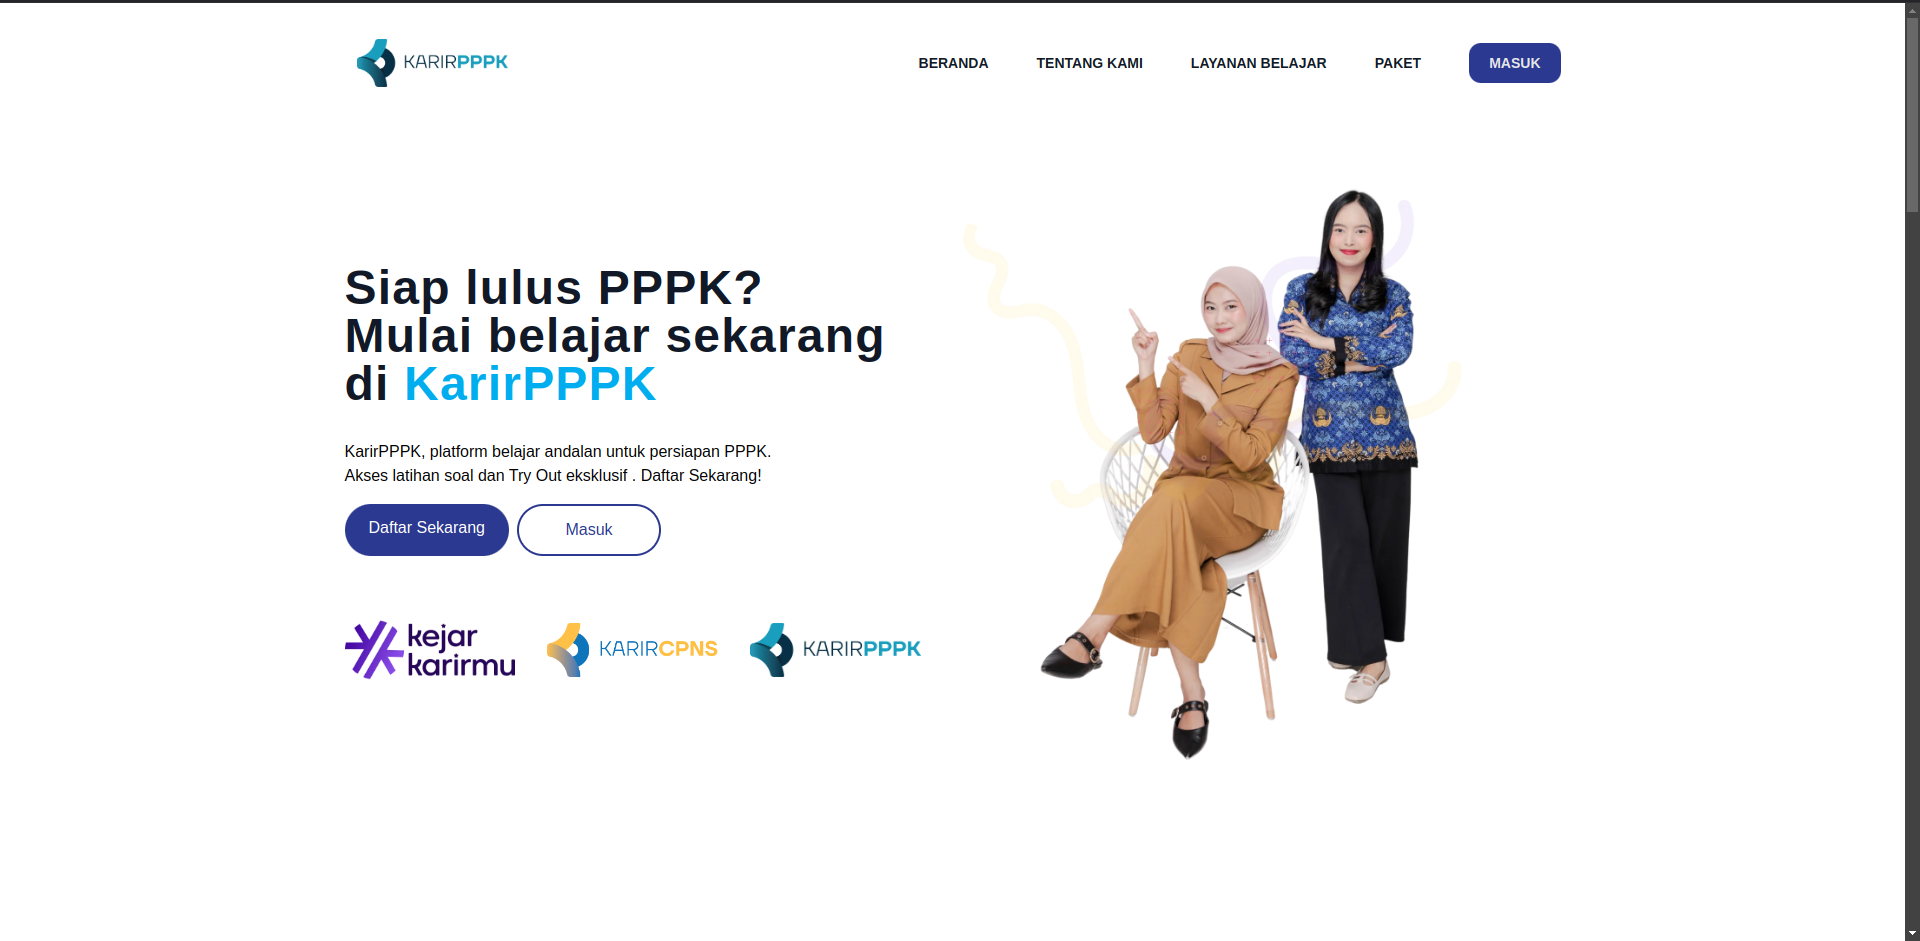 KARIRPPPK
BERANDA
TENTANG KAMI
LAYANAN BELAJAR
PAKET
MASUK
Siap lulus PPPK?
Mulai belajar sekarang
di KarirPPPK
KarirPPPK, platform belajar andalan untuk persiapan PPPK.
Akses latihan soal dan Try Out eksklusif . Daftar Sekarang!
Daftar Sekarang
Masuk
kejar
karirmu
KARIRCPNS
KARIRPPPK